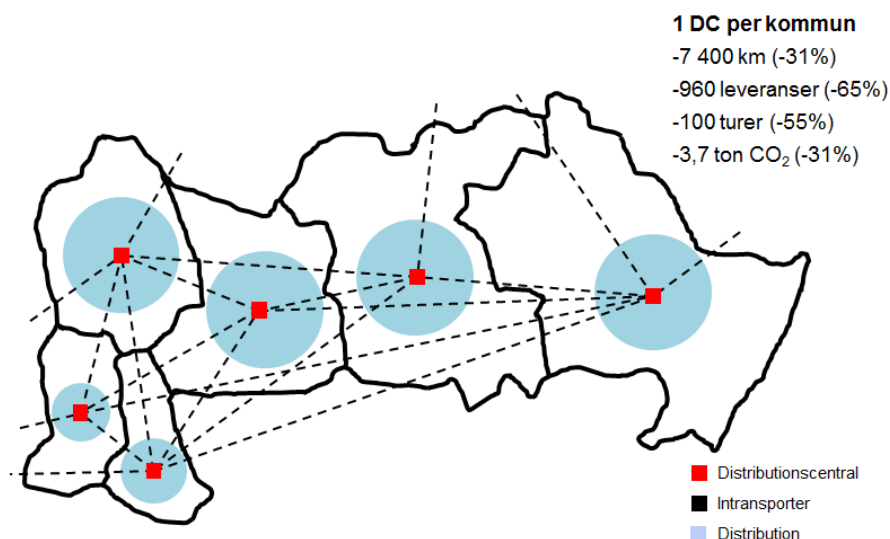 1 DC per kommun
-7 400 km (-31%)
-960 leveranser (-65%)
-100 turer (-55%)
-3,7 ton CO₂ (-31%)
Distributionscentral
Intransporter
Distribution